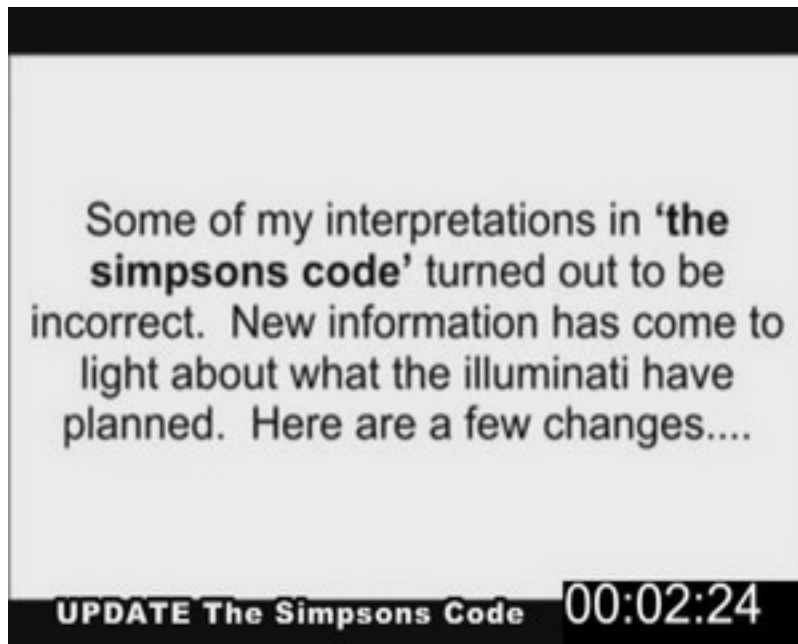 Some of my interpretations in ‘the
simpsons code’ turned out to be
incorrect.  New information has come to
light about what the illuminati have
planned.  Here are a few changes....
UPDATE The Simpsons Code
00:02:24